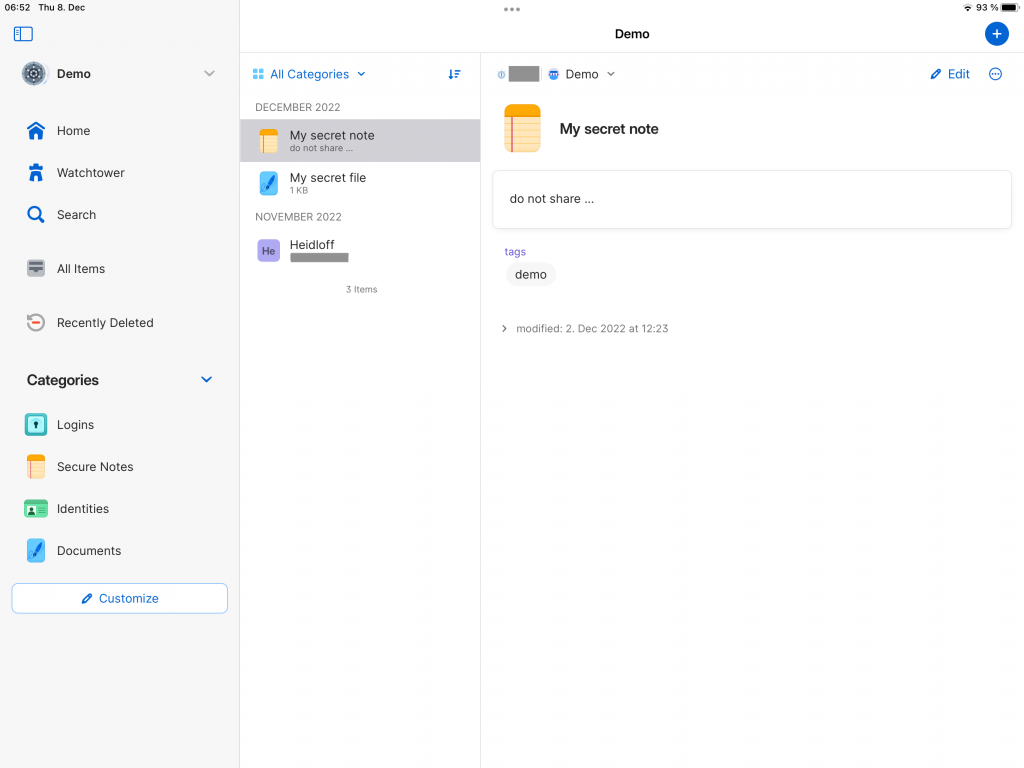 06:52 Thu 8. Dec
93 %
Demo
Demo
Home
Watchtower
Search
All Items
Recently Deleted
Categories
Logins
Secure Notes
Identities
Documents
Customize
All Categories
DECEMBER 2022
My secret note
do not share ...
My secret file
1 KB
NOVEMBER 2022
He
Heidloff
3 Items
Demo
Edit
My secret note
do not share ...
tags
demo
modified: 2. Dec 2022 at 12:23